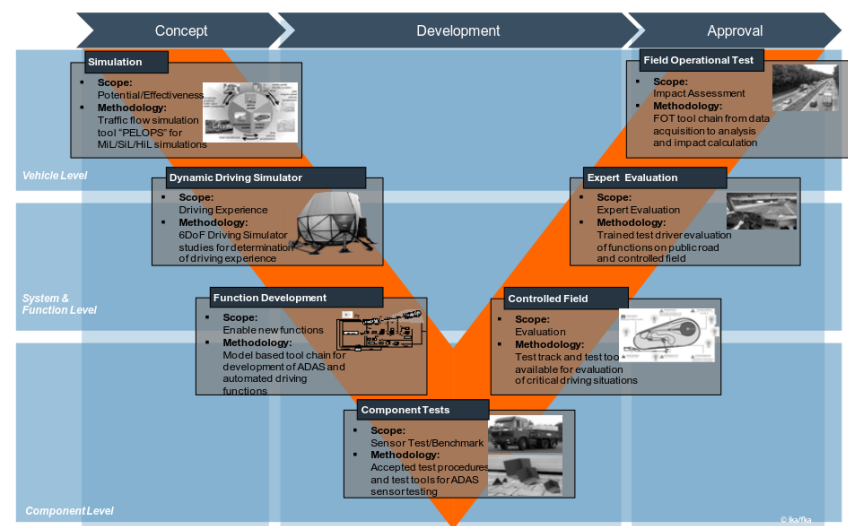 Concept
Development
Approval
Simulation
Scope:
Potential/Effectiveness
Methodology:
Traffic flow simulation
tool "PELOPS" for
MiL/SiL/HiL simulations
Field Operational Test
Scope:
Impact Assessment
Methodology:
FOT tool chain from data
acquisition to analysis
and impact calculation
Vehicle Level
Dynamic Driving Simulator
Scope:
Driving Experience
Methodology:
6DoF Driving Simulator
studies for determination
of driving experience
Expert Evaluation
Scope:
Expert Evaluation
Methodology:
Trained test driver evaluation
of functions on public road
and controlled field
System &
Function Level
Function Development
Scope:
Enable new functions
Methodology:
Model based tool chain for
development of ADAS and
automated driving
functions
Controlled Field
Scope:
Evaluation
Methodology:
Test track and test too
available for evaluation
of critical driving situations
Component Tests
Scope:
Sensor Test/Benchmark
Methodology:
Accepted test procedures
and test tools for ADAS
sensor testing
Component Level
© ika/fka